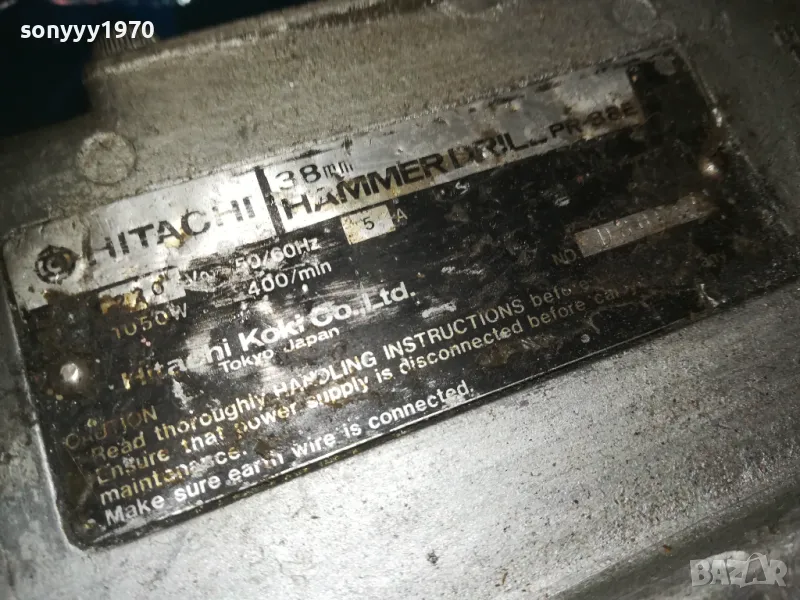 sonyyy1970
HITACHI 38mm
HAMMER DRILL PR-38E
50/60Hz 5 A
1050W 400/min NO.
Hitachi Koki Co., Ltd.
Tokyo Japan
CAUTION
Read thoroughly HANDLING INSTRUCTIONS before
Ensure that power supply is disconnected before
maintenance.
Make sure earth wire is connected.
BAZAR.bg